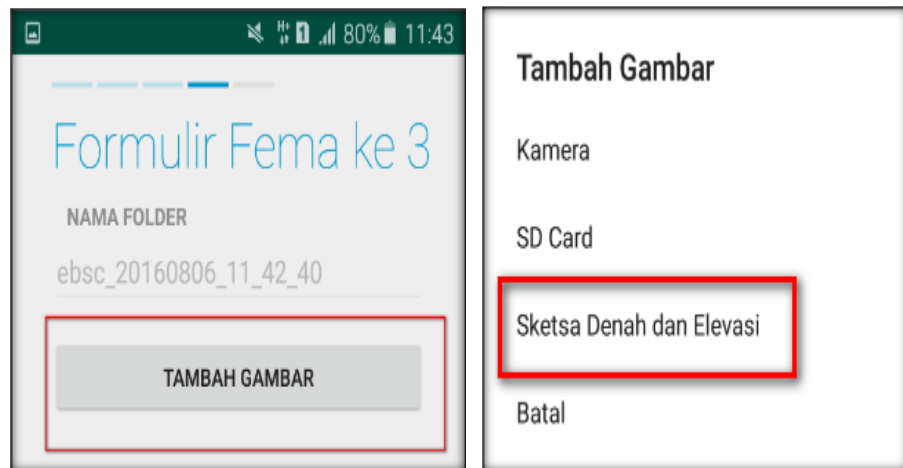 80% 11:43
Formulir Fema ke 3
NAMA FOLDER
ebsc_20160806_11_42_40
TAMBAH GAMBAR
Tambah Gambar
Kamera
SD Card
Sketsa Denah dan Elevasi
Batal